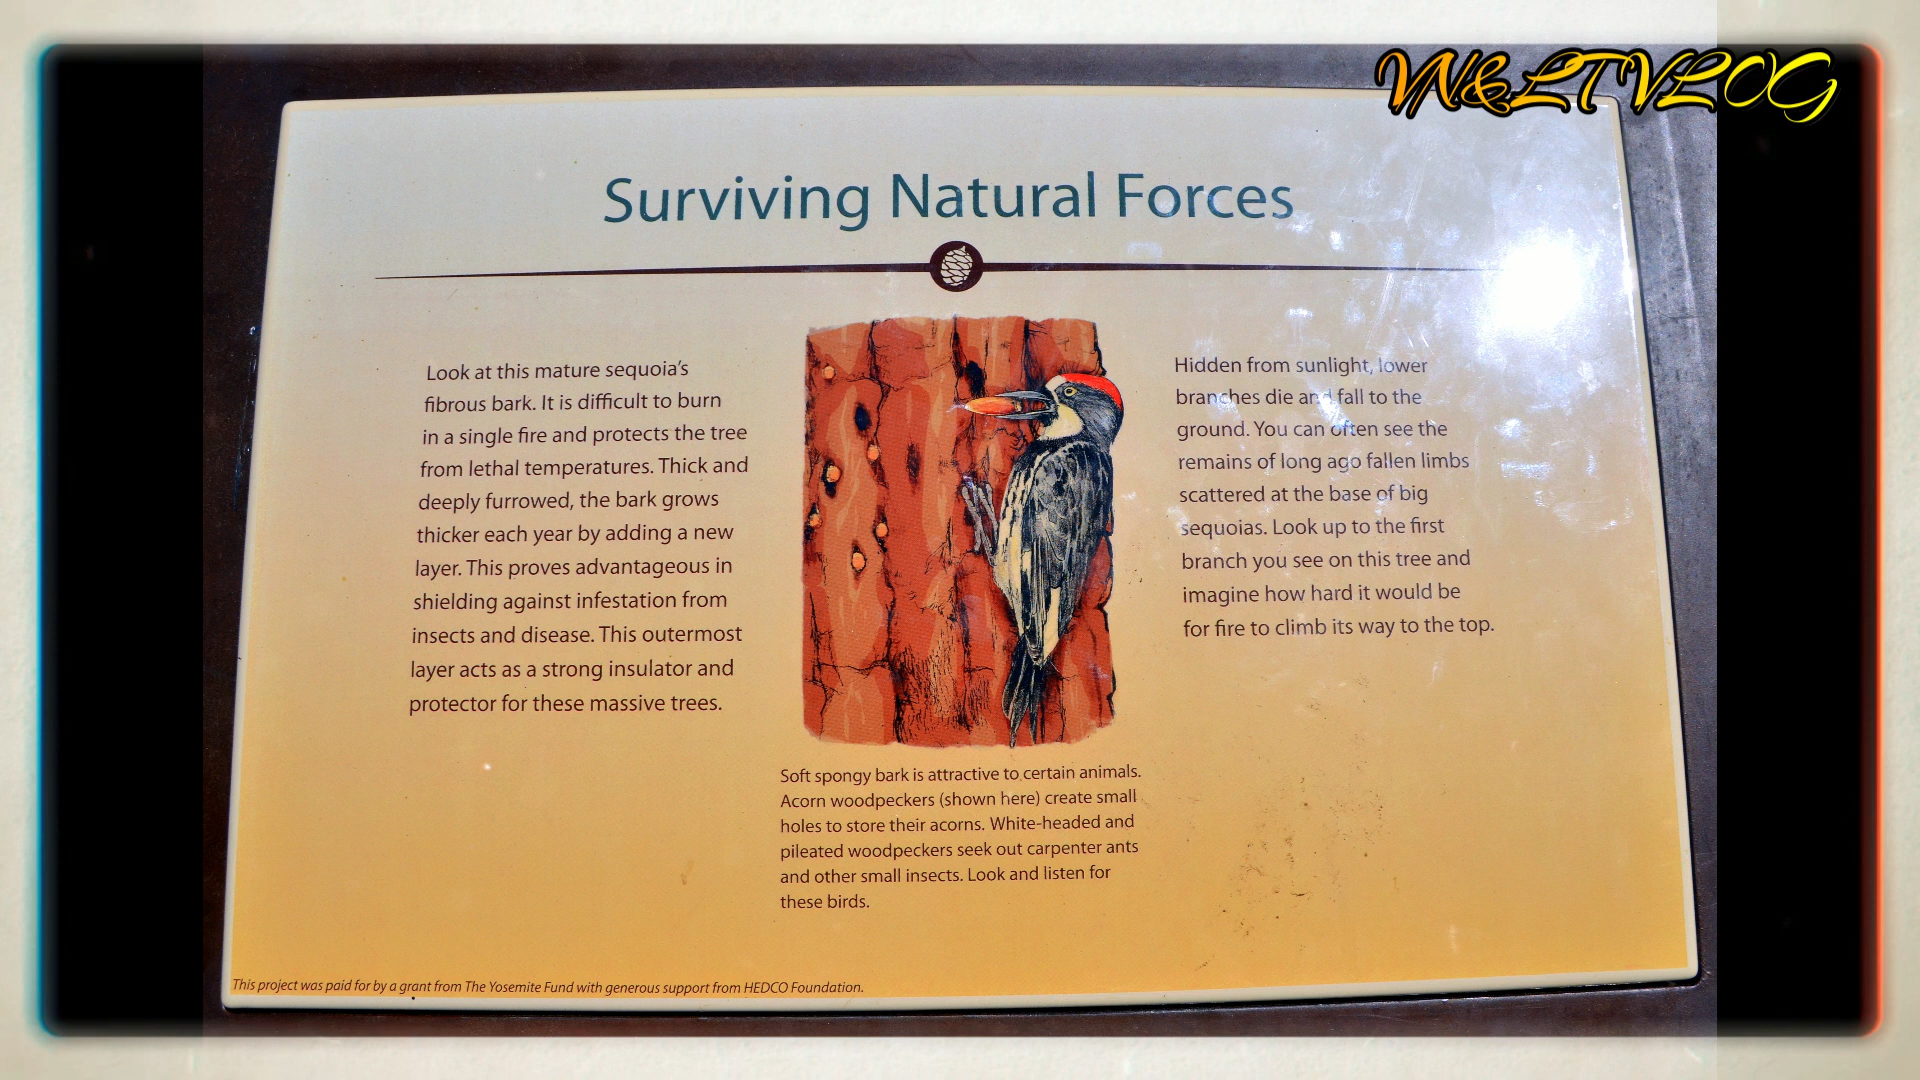 VN&LTVLOG
Surviving Natural Forces
Look at this mature sequoia's
fibrous bark. It is difficult to burn
in a single fire and protects the tree
from lethal temperatures. Thick and
deeply furrowed, the bark grows
thicker each year by adding a new
layer. This proves advantageous in
shielding against infestation from
insects and disease. This outermost
layer acts as a strong insulator and
protector for these massive trees.
Soft spongy bark is attractive to certain animals.
Acorn woodpeckers (shown here) create small
holes to store their acorns. White-headed and
pileated woodpeckers seek out carpenter ants
and other small insects. Look and listen for
these birds.
Hidden from sunlight, lower
branches die and fall to the
ground. You can often see the
remains of long ago fallen limbs
scattered at the base of big
sequoias. Look up to the first
branch you see on this tree and
imagine how hard it would be
for fire to climb its way to the top.
This project was paid for by a grant from The Yosemite Fund with generous support from HEDCO Foundation.